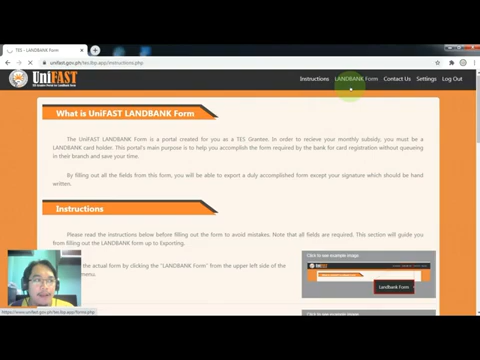 TES - LANDBANK Form
unifast.gov.ph/tes.lbp.app/instructions.php
UniFAST
Instructions
LANDBANK Form
Contact Us
Settings
Log Out
What is UniFAST LANDBANK Form
The UniFAST LANDBANK Form is a portal created for you as a TES Grantee. In order to recieve your monthly subsidy, you must be a
LANDBANK card holder. This portal's main purpose is to help you accomplish the form required by the bank for card registration without queueing
in their branch and save your time.
By filling out all the fields from this form, you will be able to export a duly accomplished form except your signature which should be hand
written.
Instructions
Please read the instructions below before filling out the form to avoid mistakes. Note that all fields are required. This section will guide you
from filling out the LANDBANK form up to Exporting.
the actual form by clicking the "LANDBANK Form" from the upper left side of the
menu.
Click to see example image
UniFAST
Landbank Form
https://www.unifast.gov.ph/tes.lbp.app/forms.php